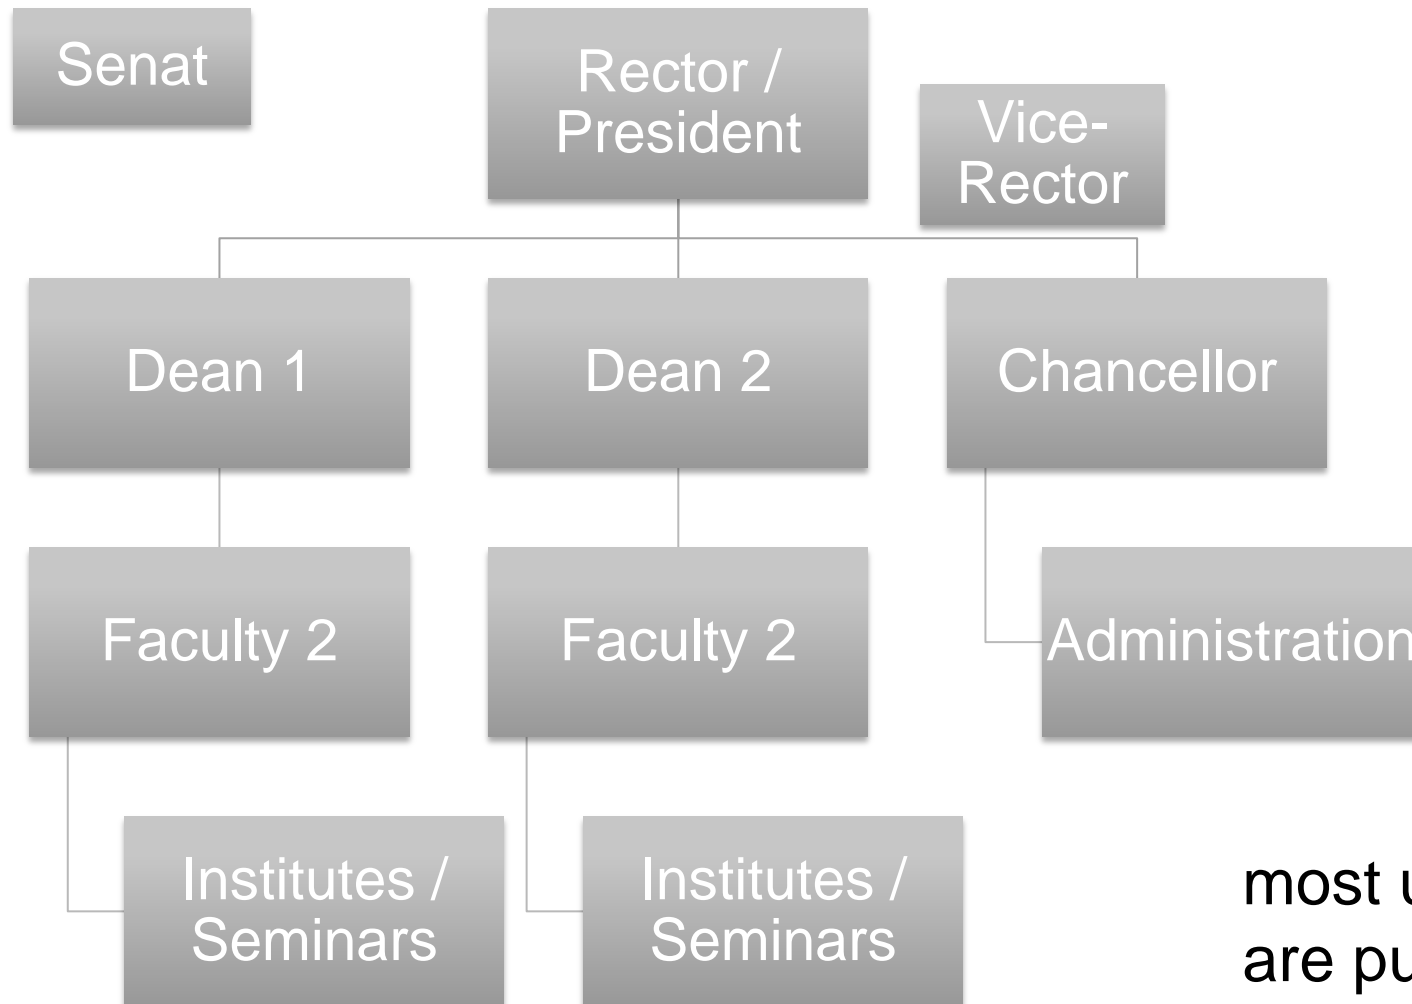 Senat
Rector /
President
Vice-
Rector
Dean 1
Dean 2
Chancellor
Faculty 2
Faculty 2
Administration
Institutes /
Seminars
Institutes /
Seminars
most
are